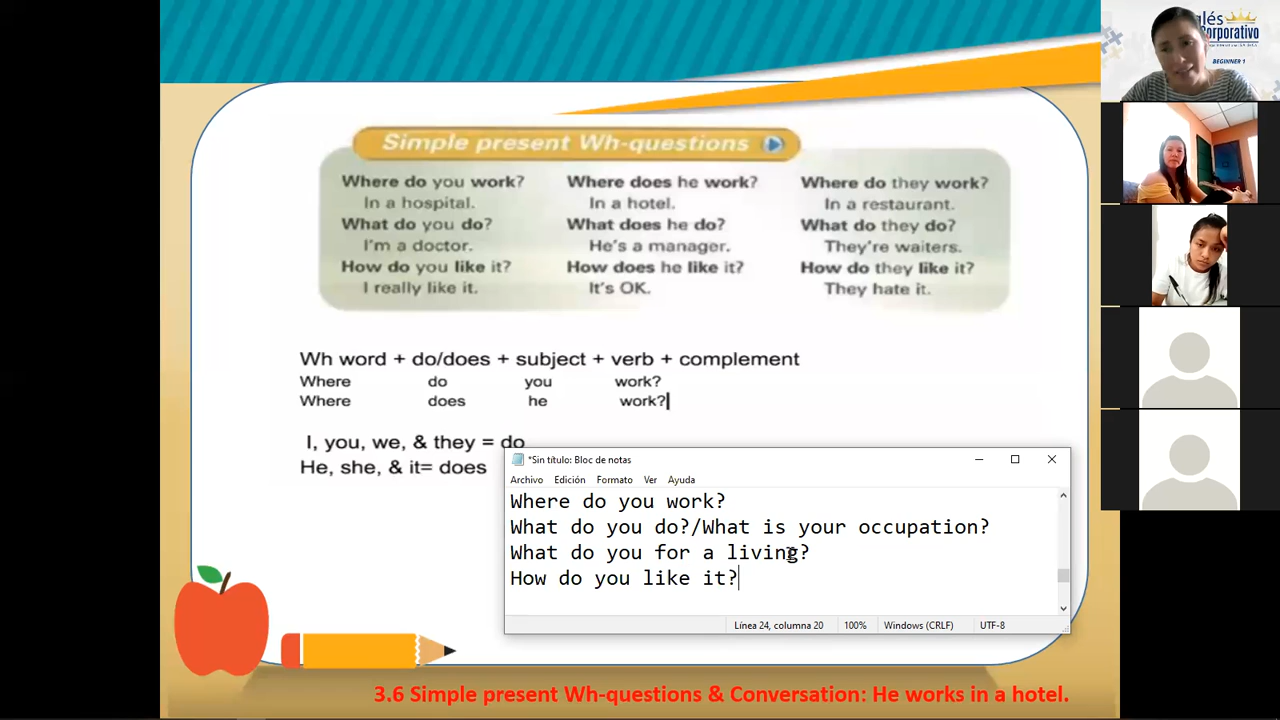 Simple present Wh-questions
Where do you work?
In a hospital.
What do you do?
I'm a doctor.
How do you like it?
I really like it.
Where does he work?
In a hotel.
What does he do?
He's a manager.
How does he like it?
It's OK.
Where do they work?
In a restaurant.
What do they do?
They're waiters.
How do they like it?
They hate it.
Wh word + do/does + subject + verb + complement
Where do you work?
Where does he work?
I, you, we, & they = do
He, she, & it= does
*Sin título: Bloc de notas
Archivo Edición Formato Ver Ayuda
Where do you work?
What do you do?/What is your occupation?
What do you for a living?
How do you like it?
Línea 24, columna 20 100% Windows (CRLF) UTF-8
3.6 Simple present Wh-questions & Conversation: He works in a hotel.
BEGINNER 1